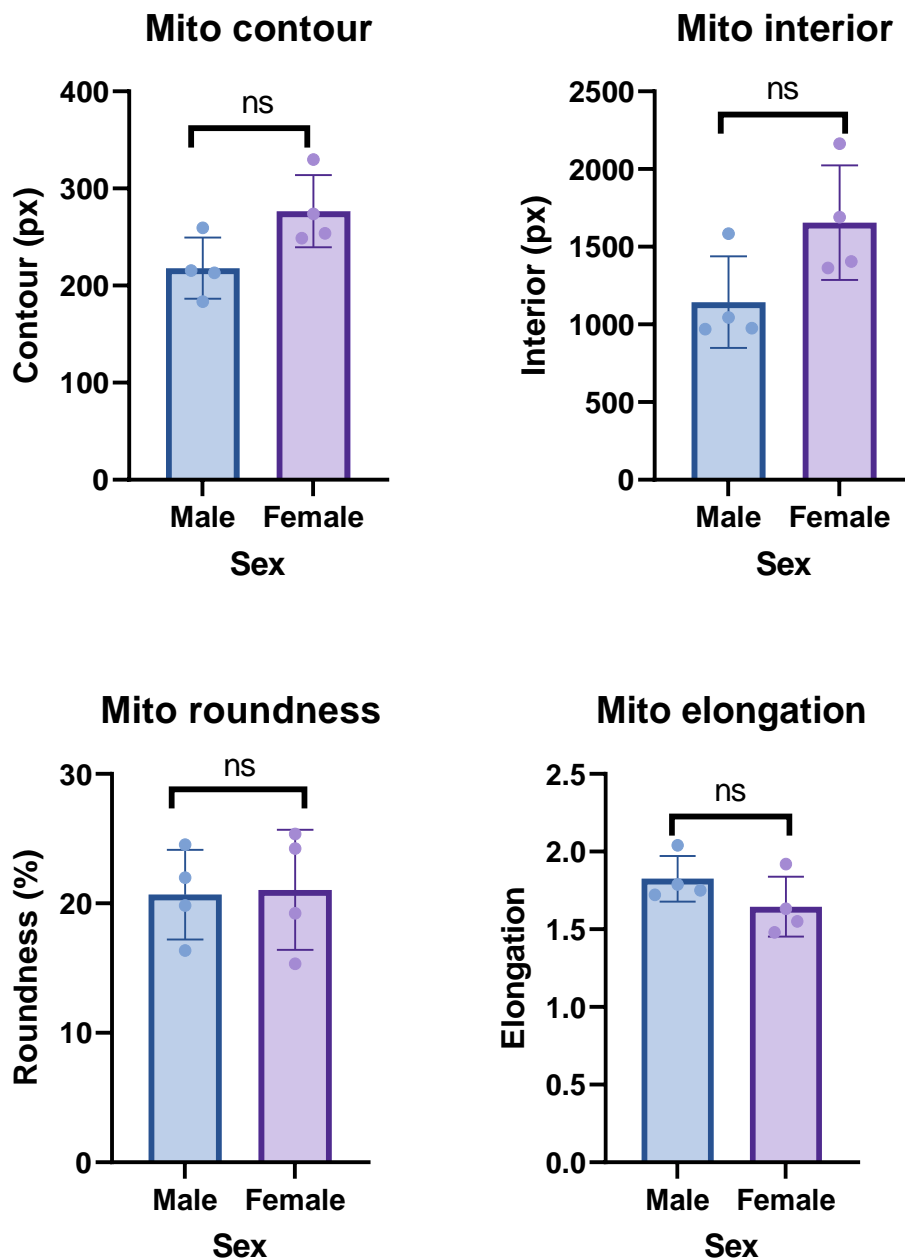 Mito contour
ns
400
300
200
100
0
Contour (px)
Male Female
Sex
Mito interior
ns
2500
2000
1500
1000
500
0
Interior (px)
Male Female
Sex
Mito roundness
ns
30
20
10
0
Roundness (%)
Male Female
Sex
Mito elongation
ns
2.5
2.0
1.5
1.0
0.5
0.0
Elongation
Male Female
Sex